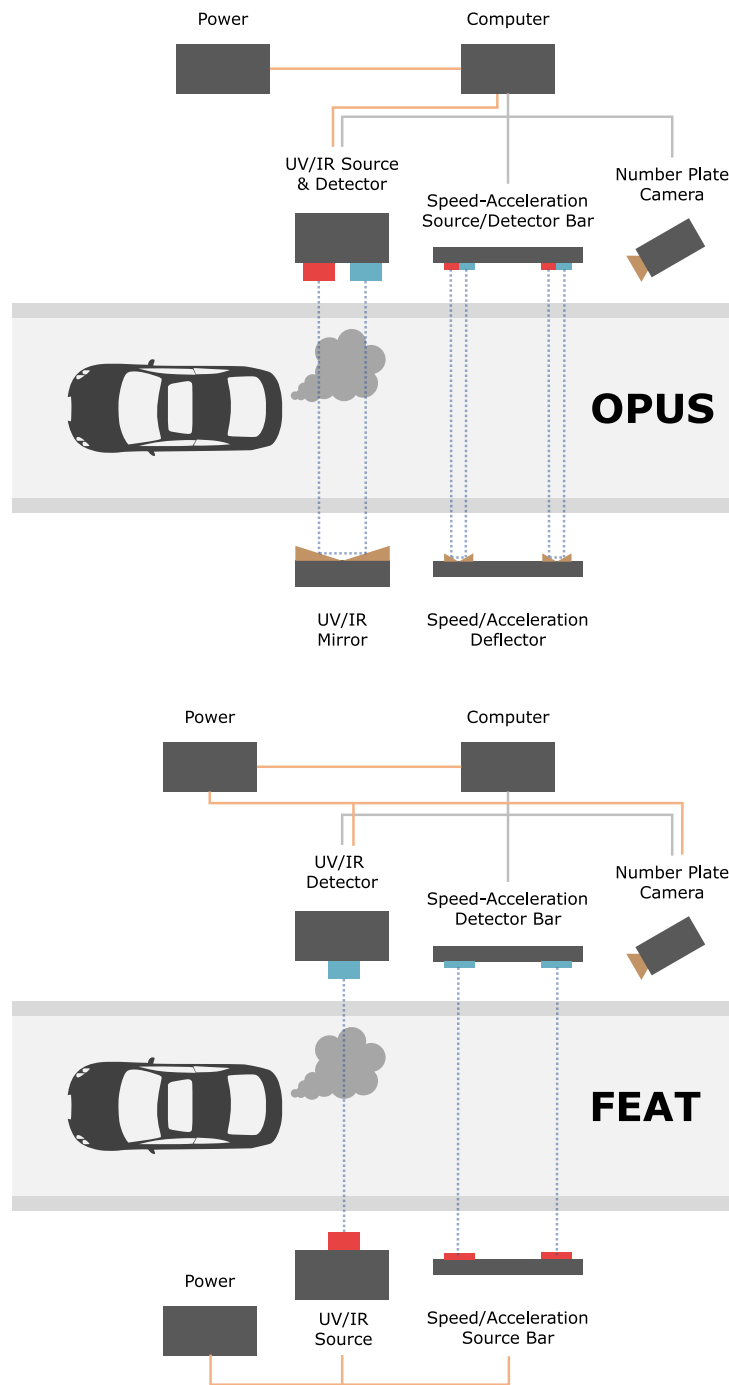 Power
Computer
UV/IR Source
& Detector
Speed-Acceleration
Source/Detector Bar
Number Plate
Camera
OPUS
UV/IR
Mirror
Speed/Acceleration
Deflector
Power
Computer
UV/IR
Detector
Speed-Acceleration
Detector Bar
Number Plate
Camera
FEAT
Power
UV/IR
Source
Speed/Acceleration
Source Bar